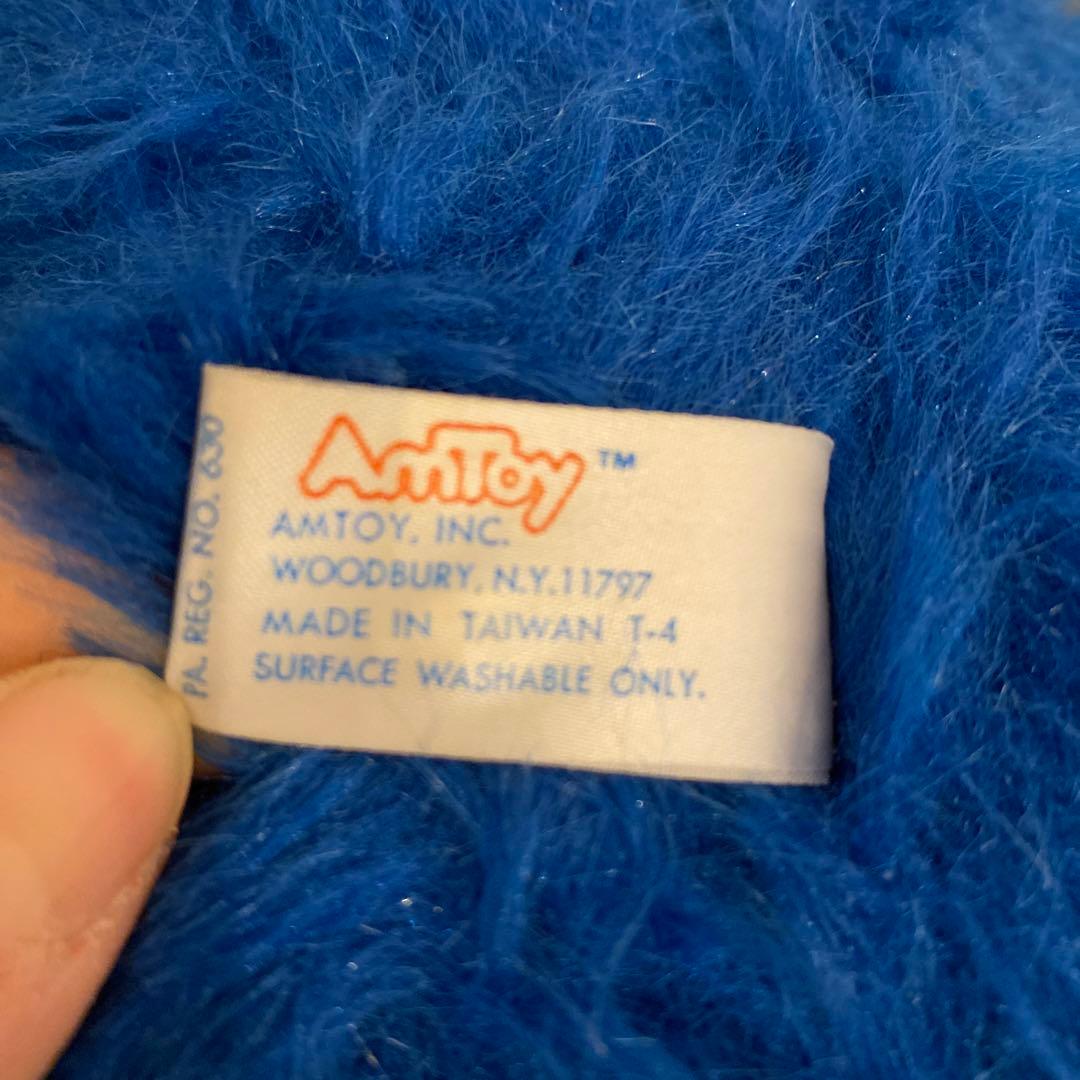 AmToy™
AMTOY, INC.
WOODBURY, N.Y. 11797
MADE IN TAIWAN T-4
SURFACE WASHABLE ONLY.
PA. REG. NO. 630